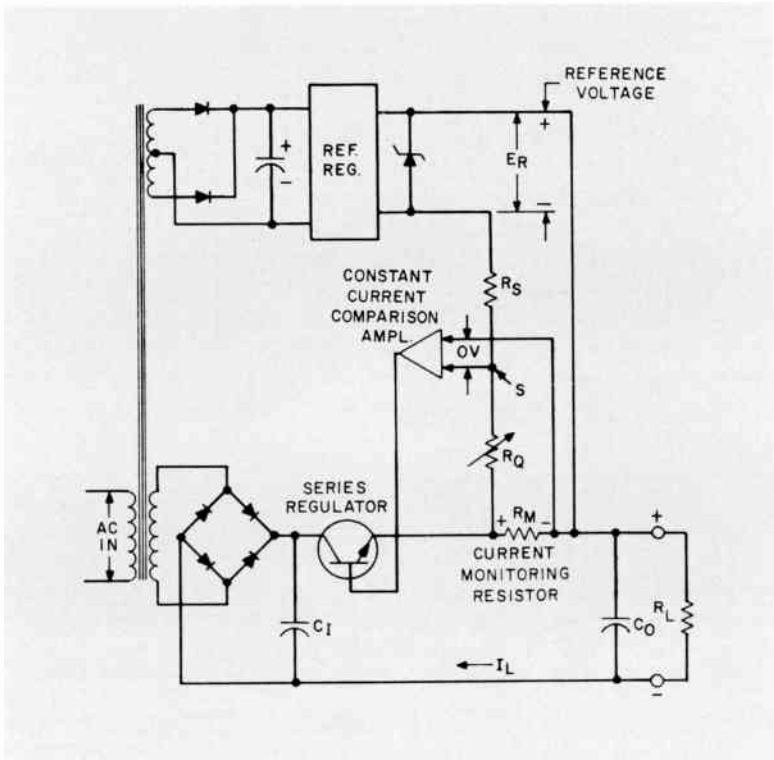 REFERENCE
VOLTAGE
+
+
−
REF.
REG.
E_R
−
CONSTANT
CURRENT
COMPARISON
AMPL.
R_S
0V
S
R_Q
SERIES
REGULATOR
AC
IN
+ R_M −
CURRENT
MONITORING
RESISTOR
+
C_I
C_O
R_L
I_L
−